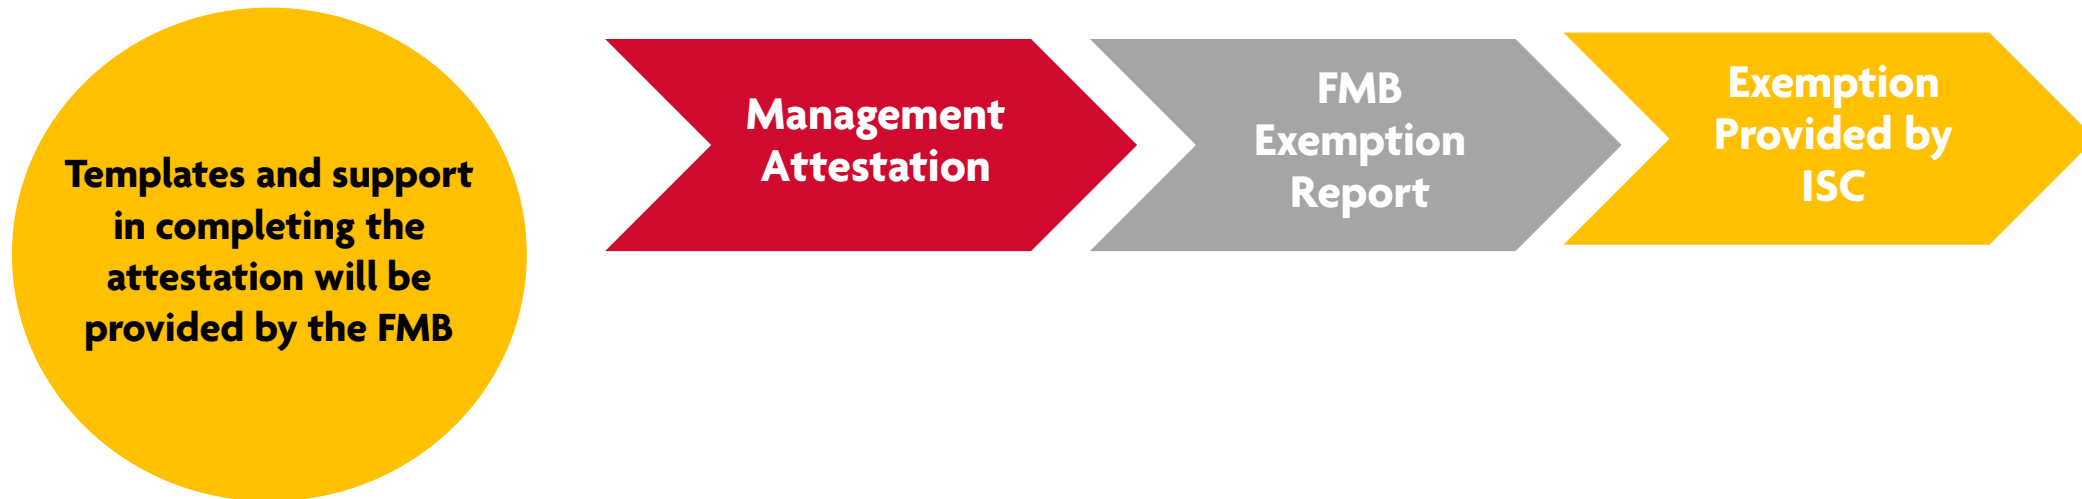 Templates and support
in completing the
attestation will be
provided by the FMB
Management
Attestation
FMB
Exemption
Report
Exemption
Provided by
ISC